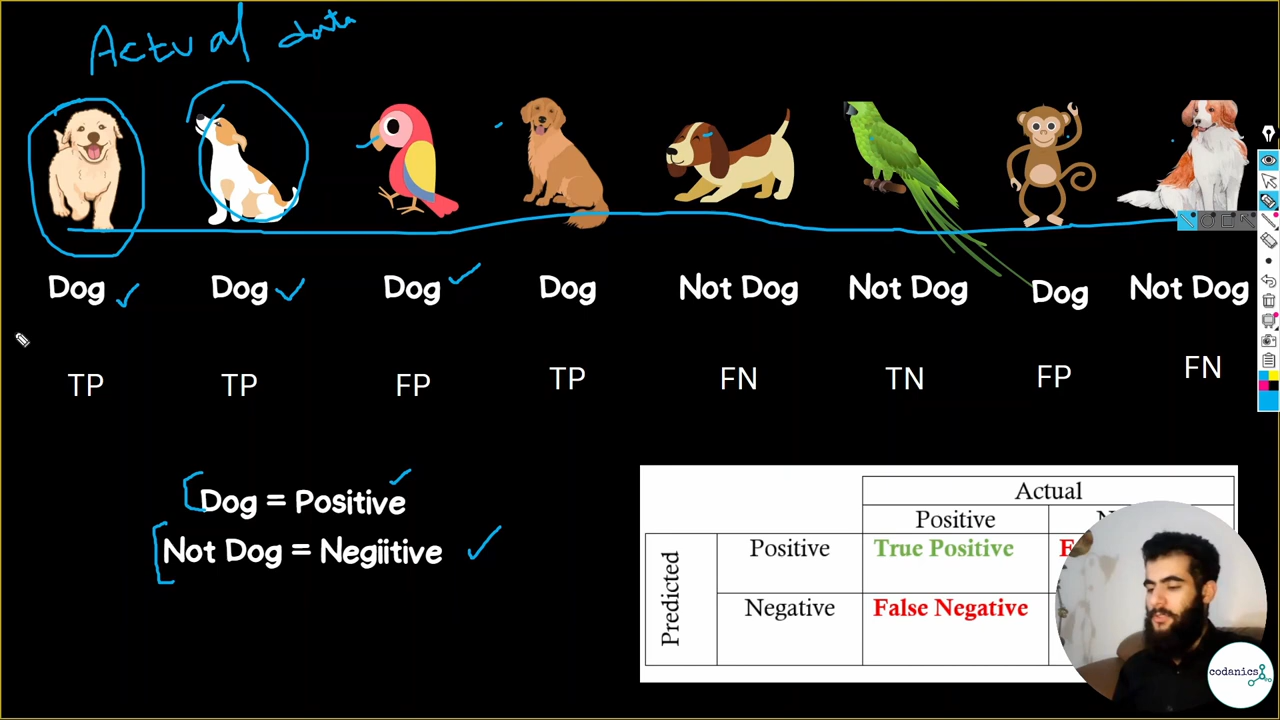 Actual data
Dog Dog Dog Dog Not Dog Not Dog Dog Not Dog
TP TP FP TP FN TN FP FN
Dog = Positive
Not Dog = Negiitive
Actual
Positive
Predicted
Positive True Positive
Negative False Negative
codanics